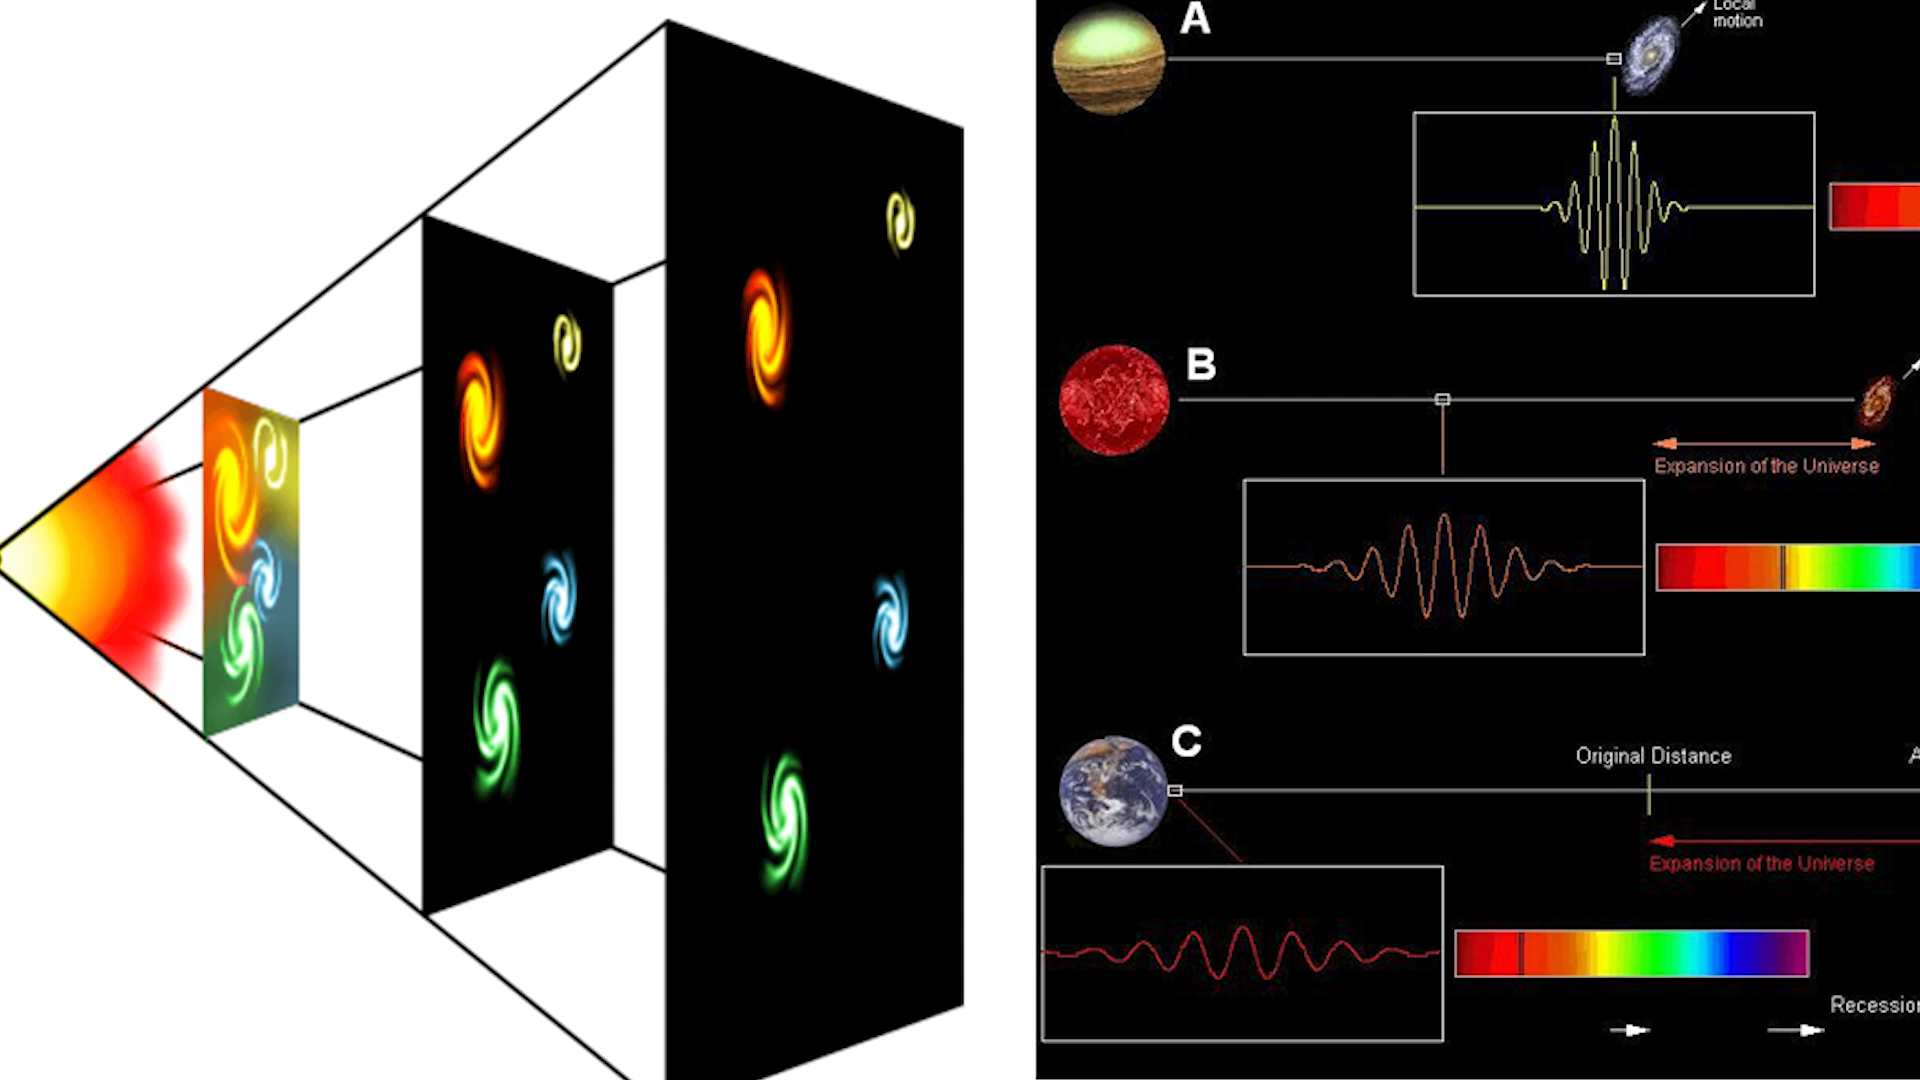 A
Local
motion
B
Expansion of the Universe
C
Original Distance
A
Expansion of the Universe
Recession